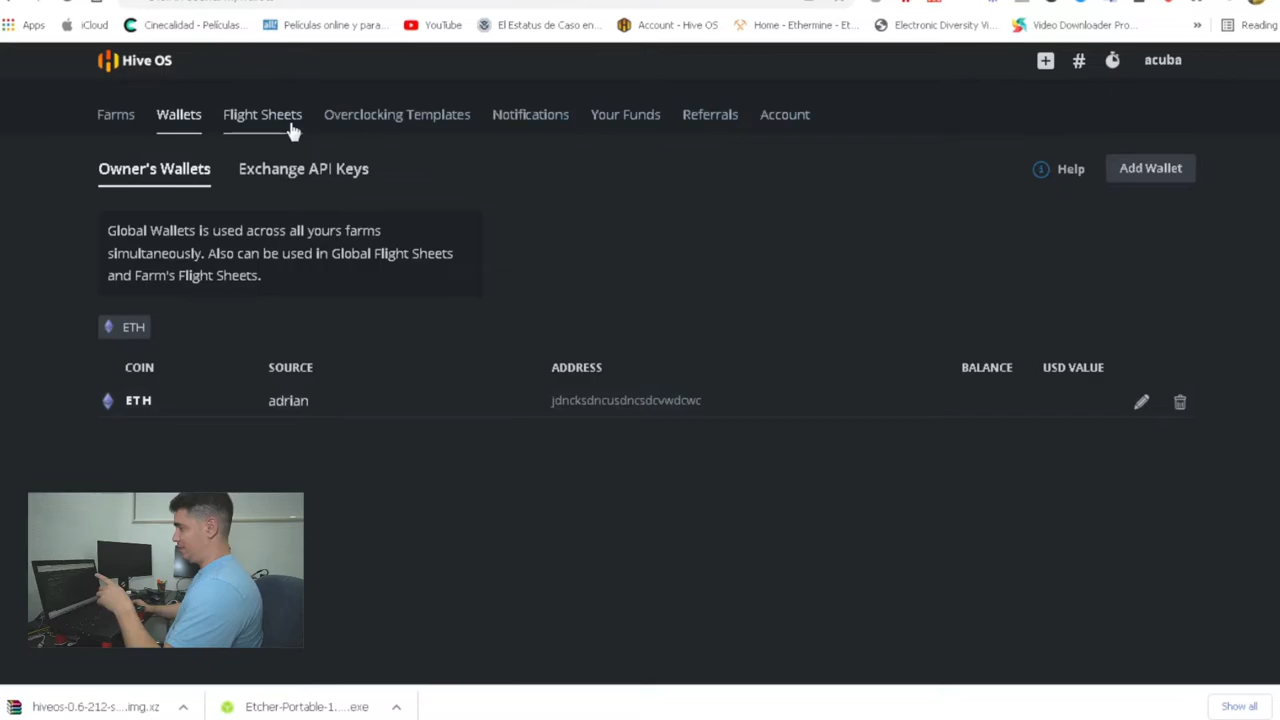 Apps iCloud Cinecalidad - Películas... Películas online y para... YouTube El Estatus de Caso en... Account - Hive OS Home - Ethermine - Et... Electronic Diversity Vi... Video Downloader Pro... » Reading
Hive OS
# acuba
Farms Wallets Flight Sheets Overclocking Templates Notifications Your Funds Referrals Account
Owner's Wallets Exchange API Keys Help Add Wallet
Global Wallets is used across all yours farms
simultaneously. Also can be used in Global Flight Sheets
and Farm's Flight Sheets.
ETH
COIN SOURCE ADDRESS BALANCE USD VALUE
ETH adrian jdncksdncusdncsdcvwdcwc
hiveos-0.6-212-s....img.xz Etcher-Portable-1....exe Show all